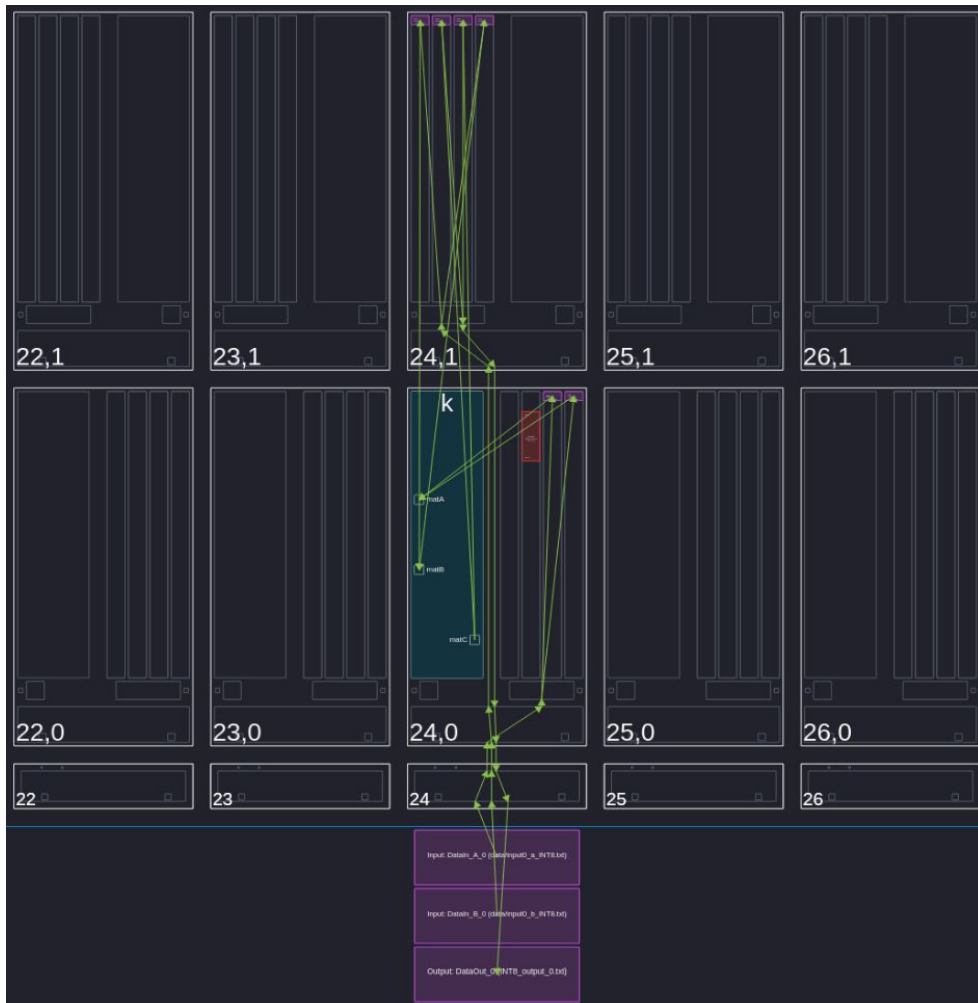 22,1
23,1
24,1
25,1
26,1
k
matA
matB
matC
22,0
23,0
24,0
25,0
26,0
22
23
24
25
26
Input: DataIn_A_0 (data/input0_a_INT8.txt)
Input: DataIn_B_0 (data/input0_b_INT8.txt)
Output: DataOut_0 INT8_output_0.txt)